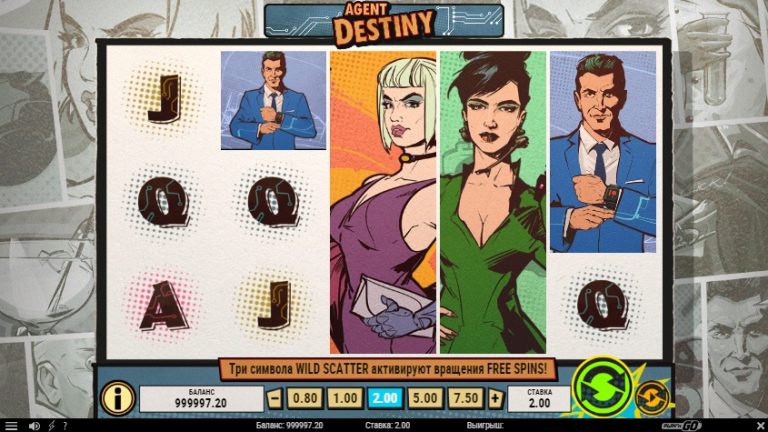 AGENT
DESTINY
J
Q Q
A J Q
Три символа WILD SCATTER активируют вращения FREE SPINS!
БАЛАНС
999997.20
− 0.80 1.00 2.00 5.00 7.50 +
СТАВКА
2.00
Баланс: 999997.20 Ставка: 2.00 Выигрыш:
PLAY'n GO